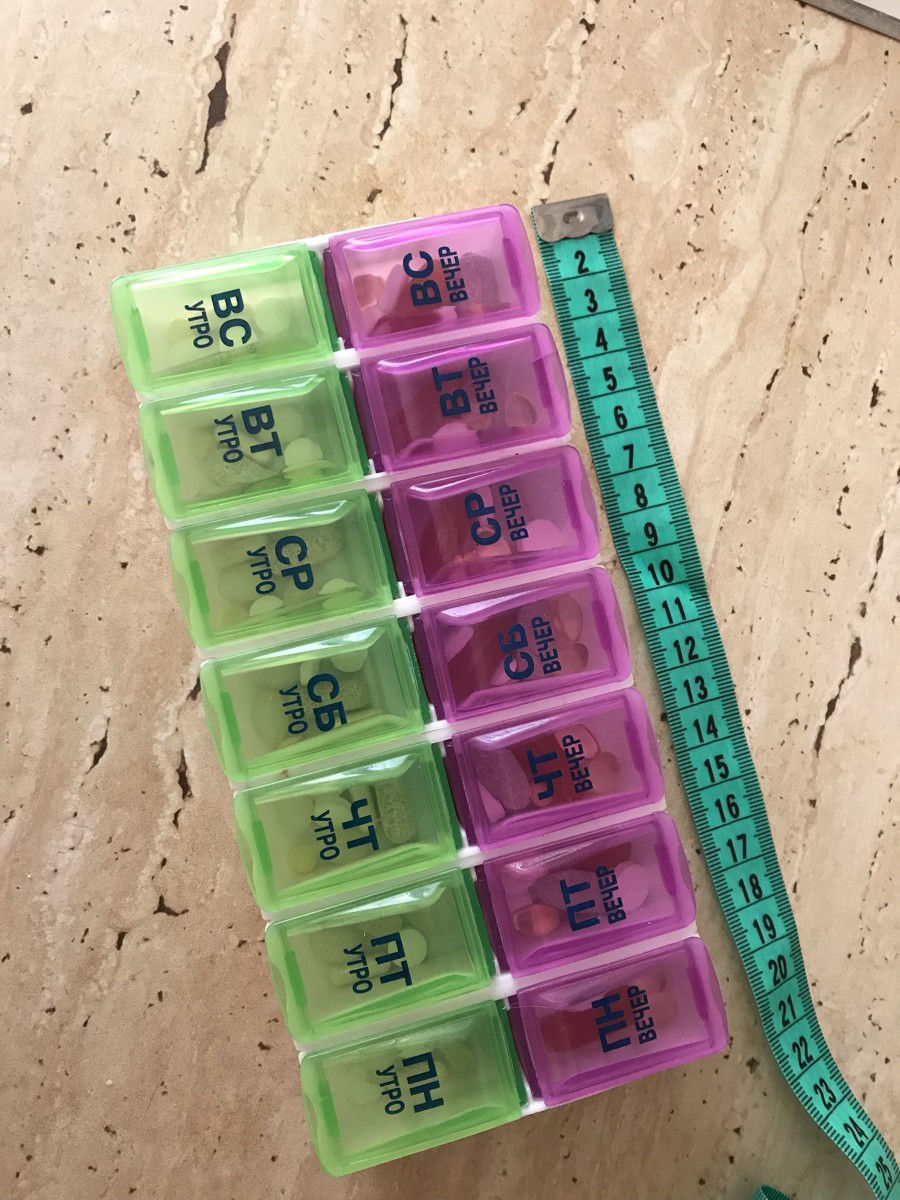 ВС
УТРО
ВС
ВЕЧЕР
ВТ
УТРО
ВТ
ВЕЧЕР
СР
УТРО
СР
ВЕЧЕР
СБ
УТРО
СБ
ВЕЧЕР
ЧТ
УТРО
ЧТ
ВЕЧЕР
ПТ
УТРО
ПТ
ВЕЧЕР
ПН
УТРО
ПН
ВЕЧЕР
2
3
4
5
6
7
8
9
10
11
12
13
14
15
16
17
18
19
20
21
22
23
24
25